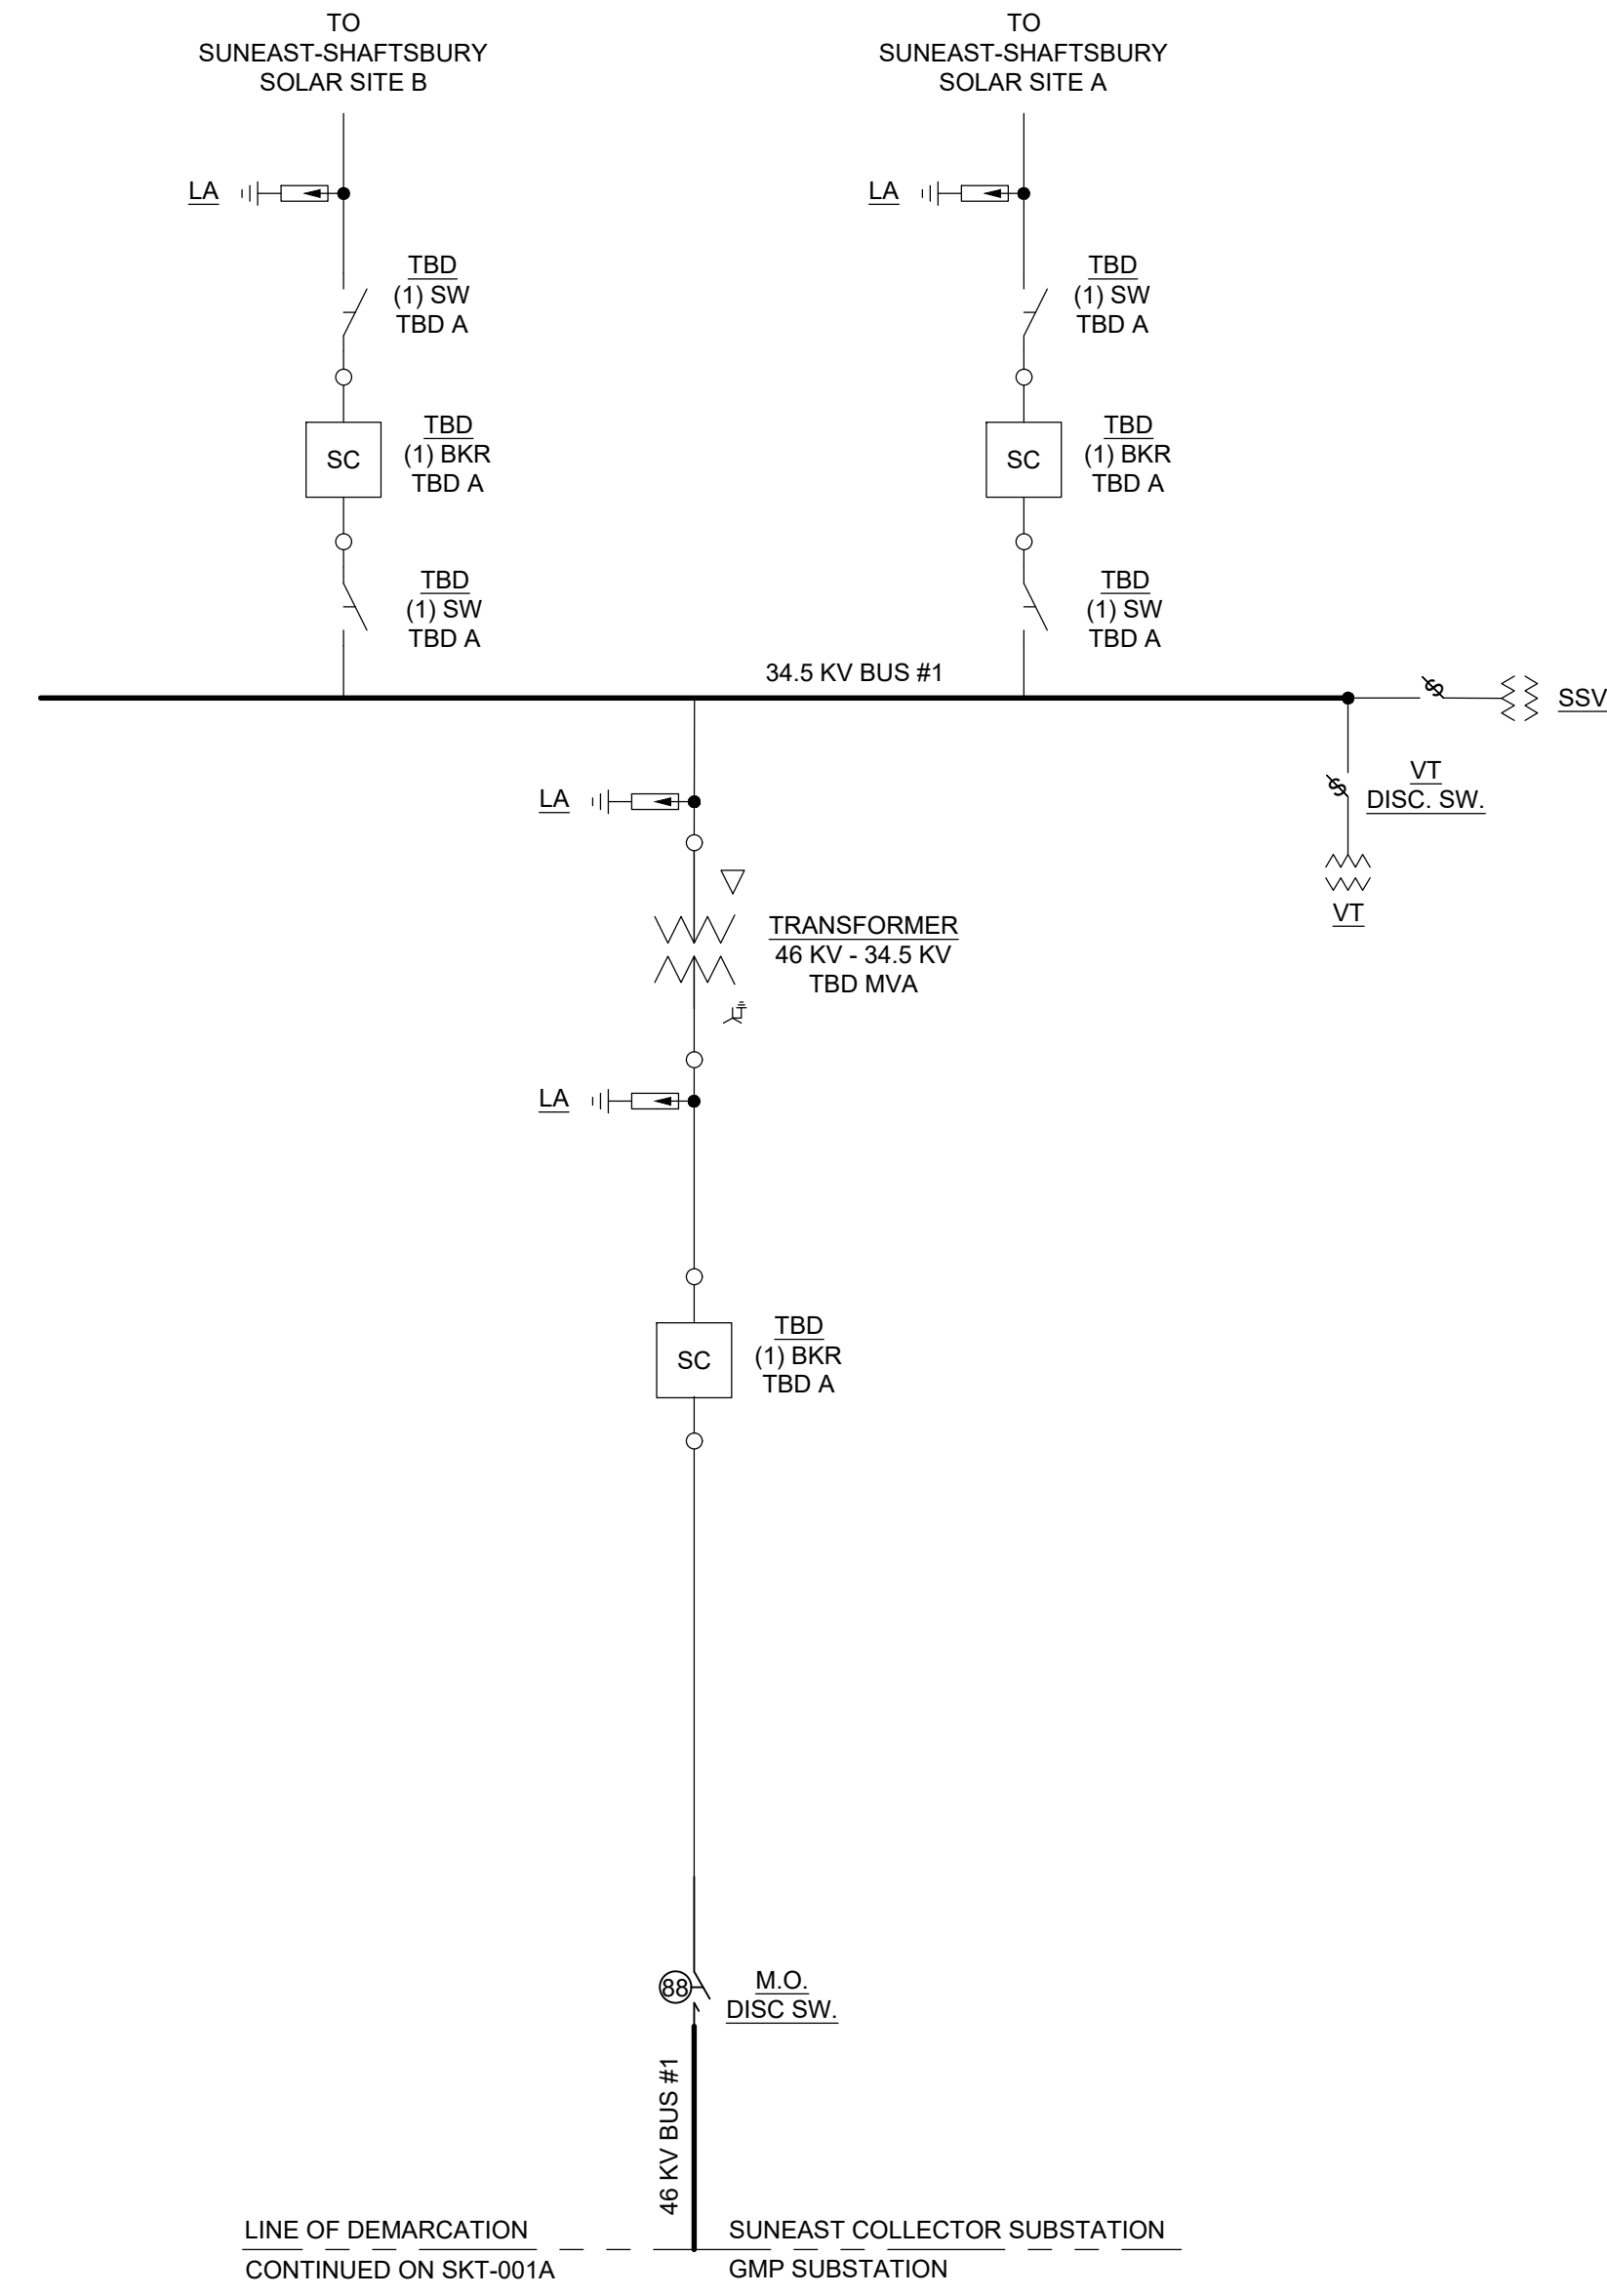 TO
SUNEAST-SHAFTSBURY
SOLAR SITE B
TO
SUNEAST-SHAFTSBURY
SOLAR SITE A
LA
LA
TBD
(1) SW
TBD A
TBD
(1) SW
TBD A
SC
TBD
(1) BKR
TBD A
SC
TBD
(1) BKR
TBD A
TBD
(1) SW
TBD A
TBD
(1) SW
TBD A
34.5 KV BUS #1
SSV
VT
DISC. SW.
VT
LA
TRANSFORMER
46 KV - 34.5 KV
TBD MVA
LA
SC
TBD
(1) BKR
TBD A
88
M.O.
DISC SW.
46 KV BUS #1
LINE OF DEMARCATION
SUNEAST COLLECTOR SUBSTATION
CONTINUED ON SKT-001A
GMP SUBSTATION